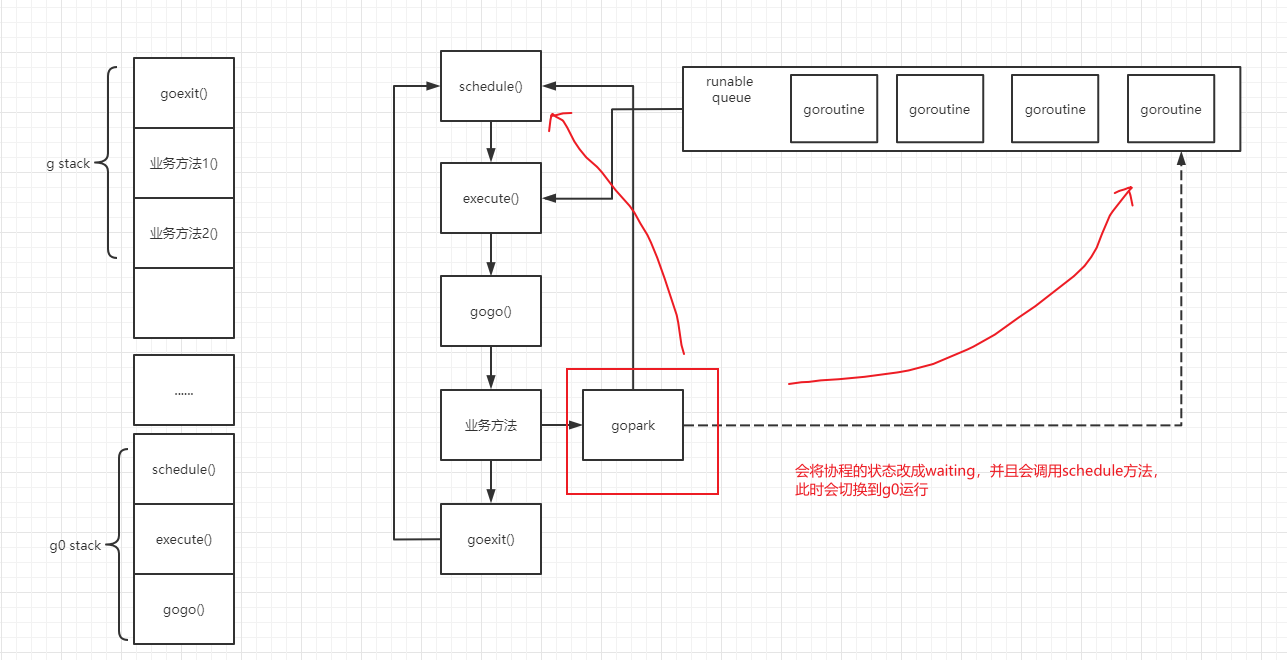 g stack
goexit()
业务方法1()
业务方法2()
......
g0 stack
schedule()
execute()
gogo()
schedule()
execute()
gogo()
业务方法
gopark
goexit()
runable
queue
goroutine
goroutine
goroutine
goroutine
会将协程的状态改成waiting，并且会调用schedule方法，
此时会切换到g0运行